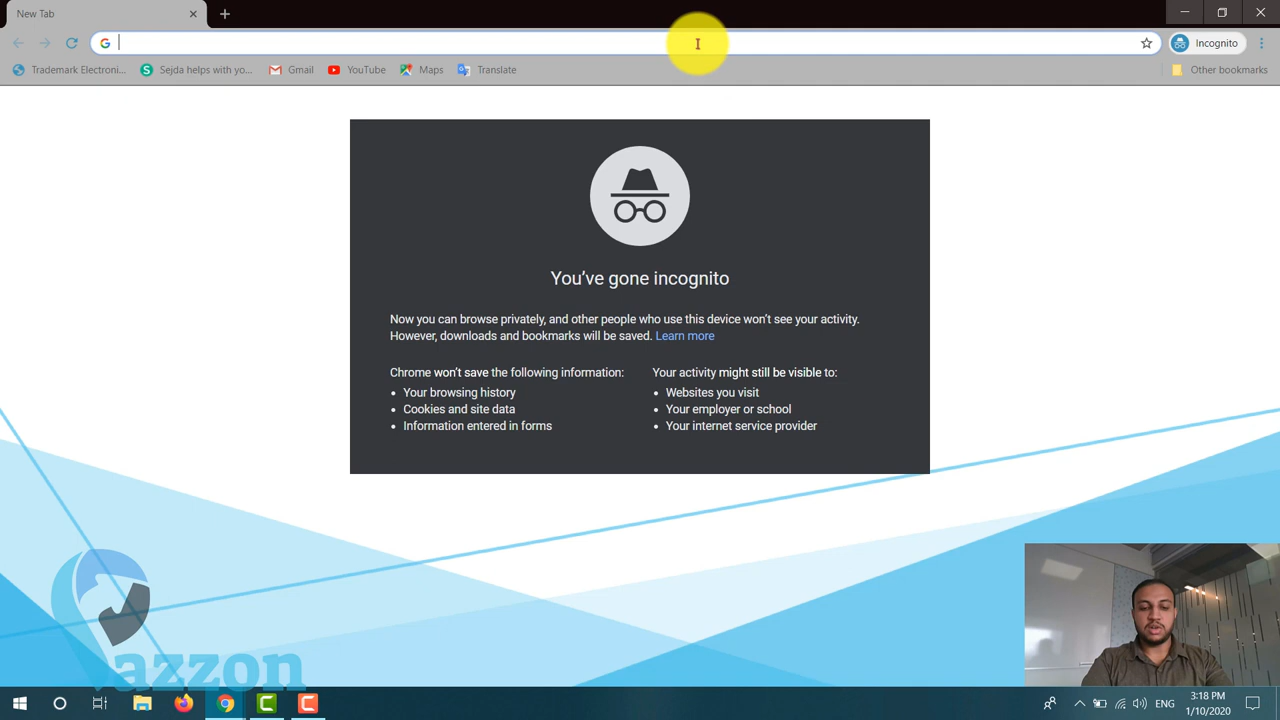 New Tab
Incognito
Trademark Electroni...
Sejda helps with yo...
Gmail
YouTube
Maps
Translate
Other bookmarks
You've gone incognito
Now you can browse privately, and other people who use this device won't see your activity.
However, downloads and bookmarks will be saved. Learn more
Chrome won't save the following information:
Your browsing history
Cookies and site data
Information entered in forms
Your activity might still be visible to:
Websites you visit
Your employer or school
Your internet service provider
azzon
ENG
3:18 PM
1/10/2020